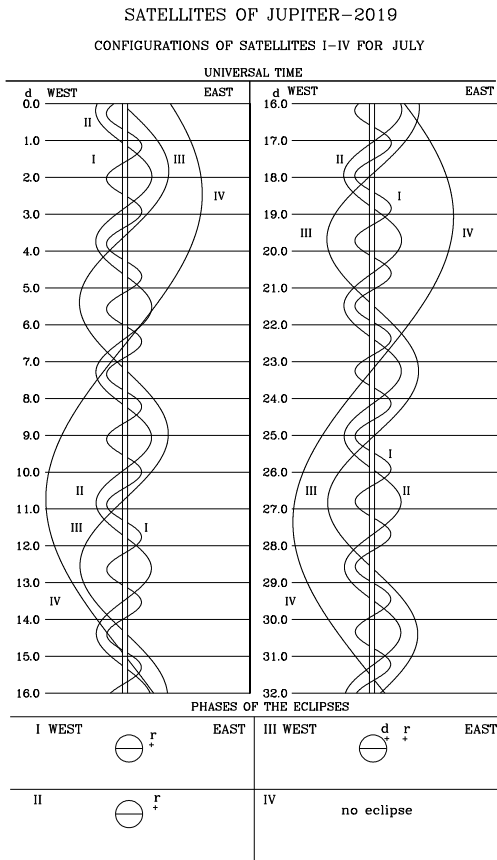 SATELLITES OF JUPITER-2019
CONFIGURATIONS OF SATELLITES I-IV FOR JULY
UNIVERSAL TIME
d WEST EAST
0.0
1.0
2.0
3.0
4.0
5.0
6.0
7.0
8.0
9.0
10.0
11.0
12.0
13.0
14.0
15.0
16.0
II
I
III
IV
II
III
I
IV
d WEST EAST
16.0
17.0
18.0
19.0
20.0
21.0
22.0
23.0
24.0
25.0
26.0
27.0
28.0
29.0
30.0
31.0
32.0
II
I
III
IV
I
III
II
IV
PHASES OF THE ECLIPSES
I WEST EAST
r
+
III WEST EAST
d r
+ +
II
r
+
IV
no eclipse